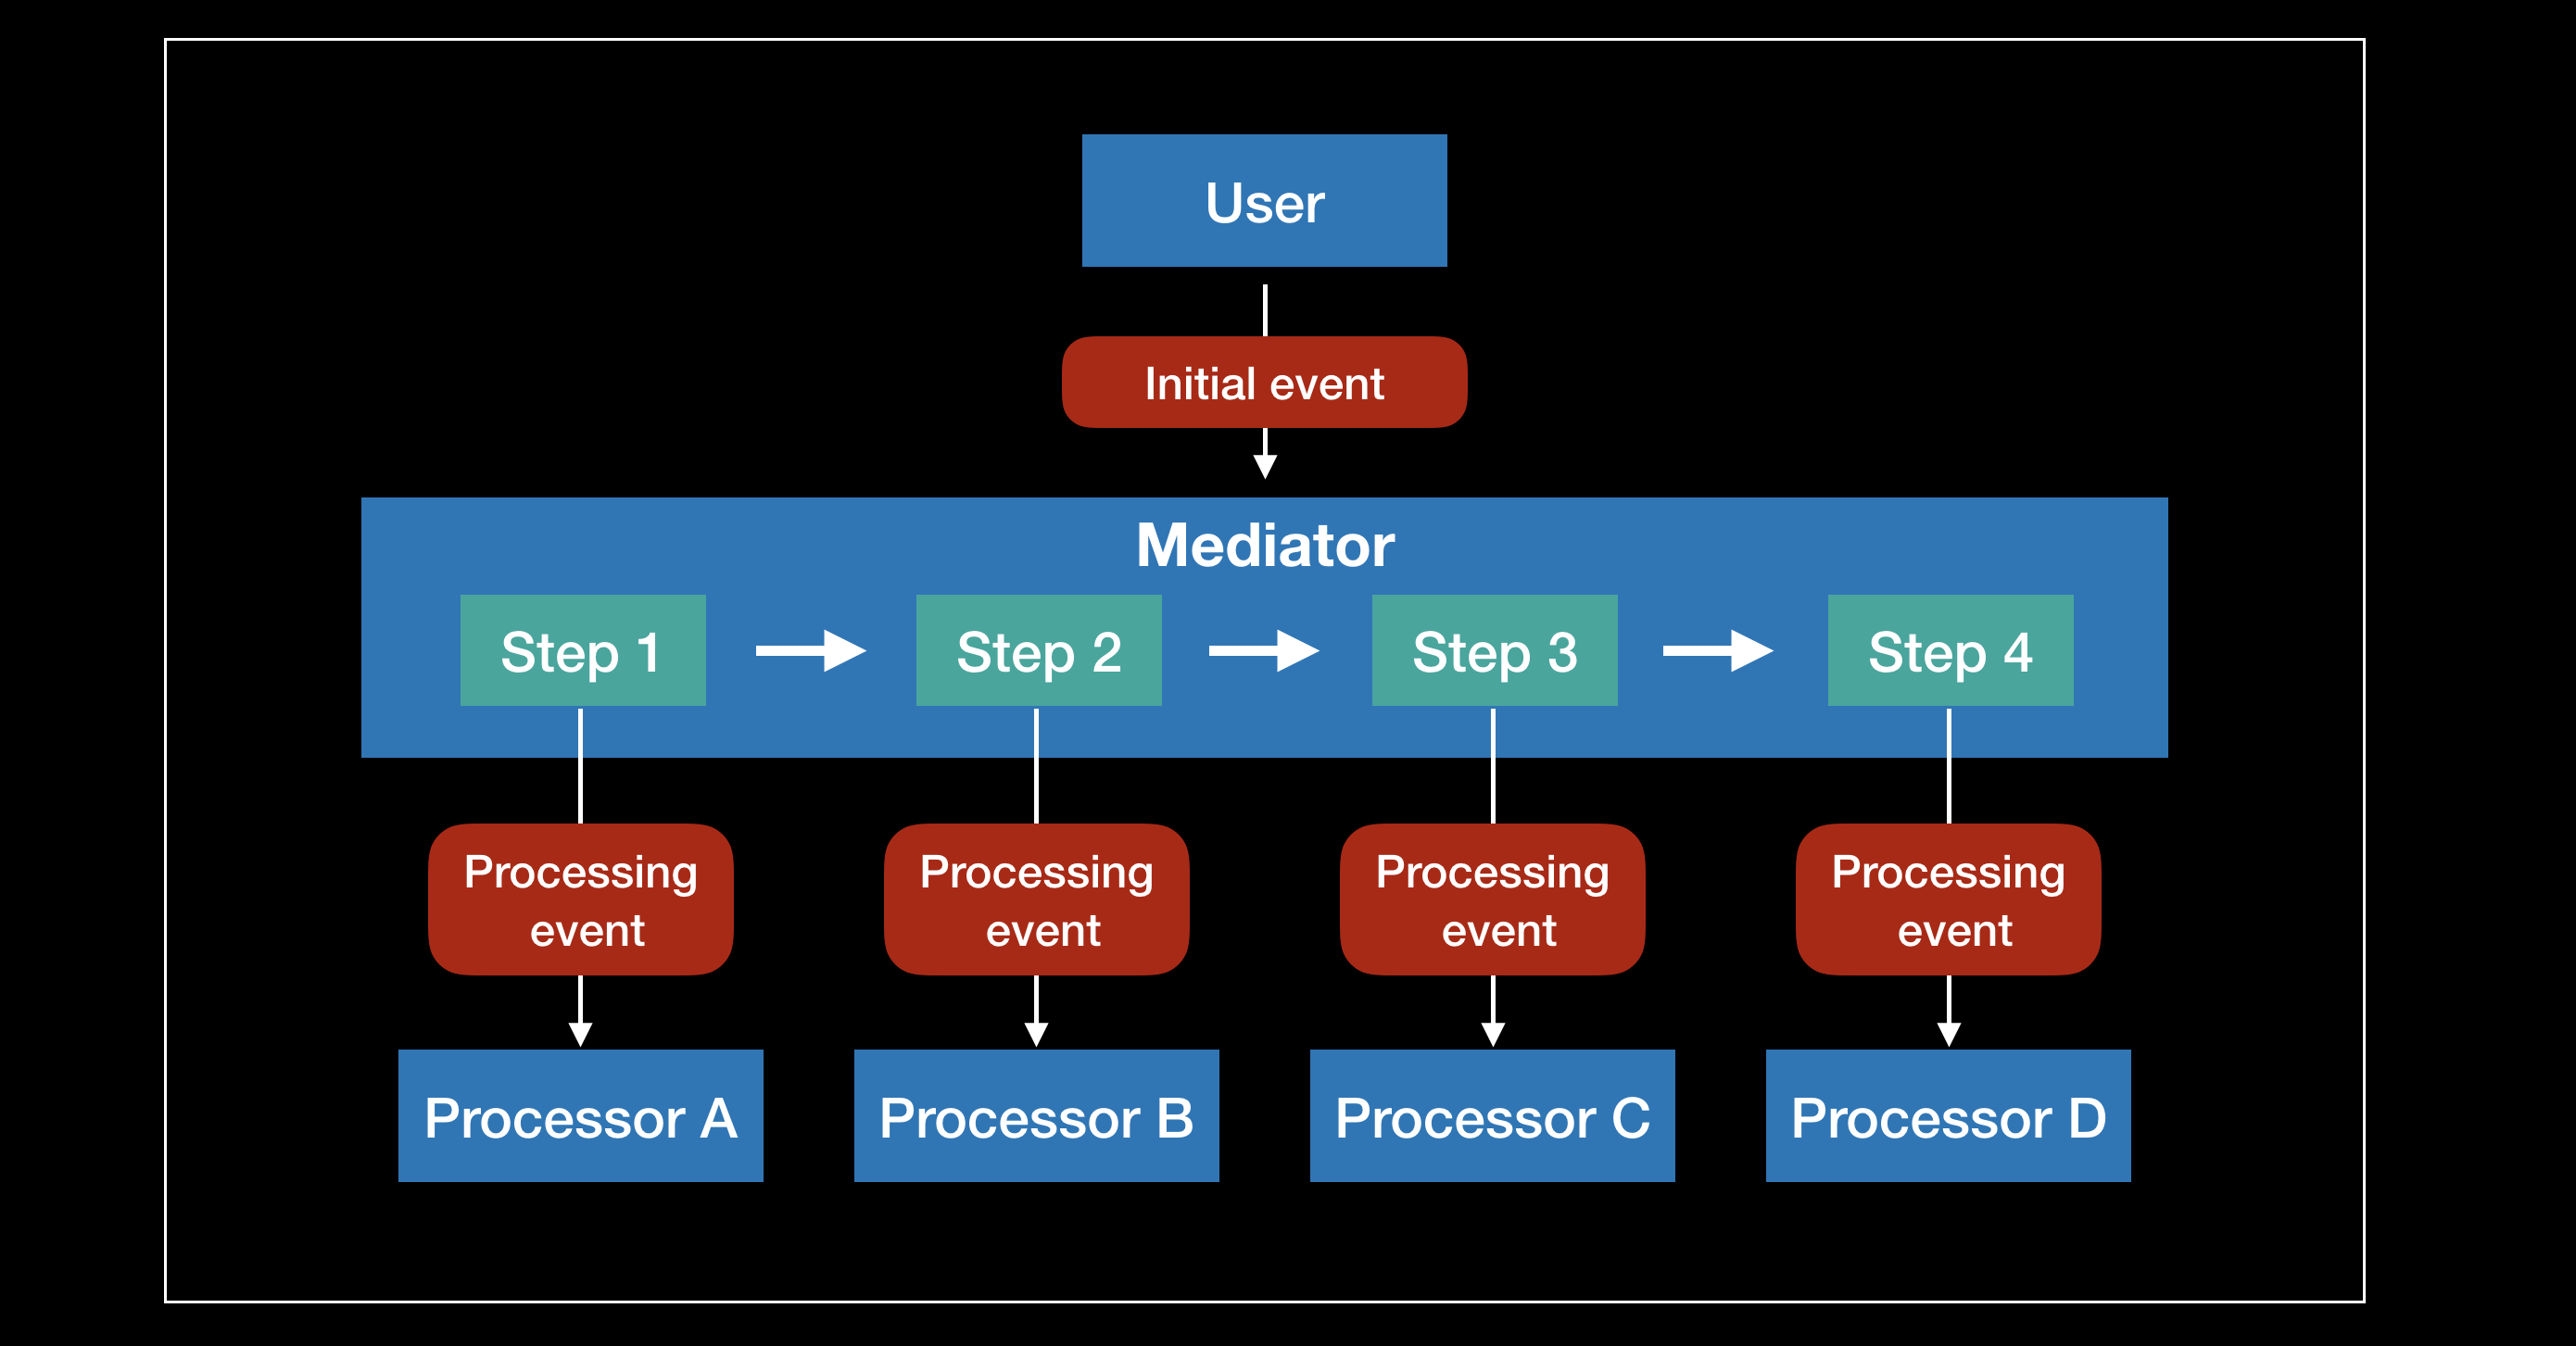 User
Initial event
Mediator
Step 1
Step 2
Step 3
Step 4
Processing
event
Processing
event
Processing
event
Processing
event
Processor A
Processor B
Processor C
Processor D